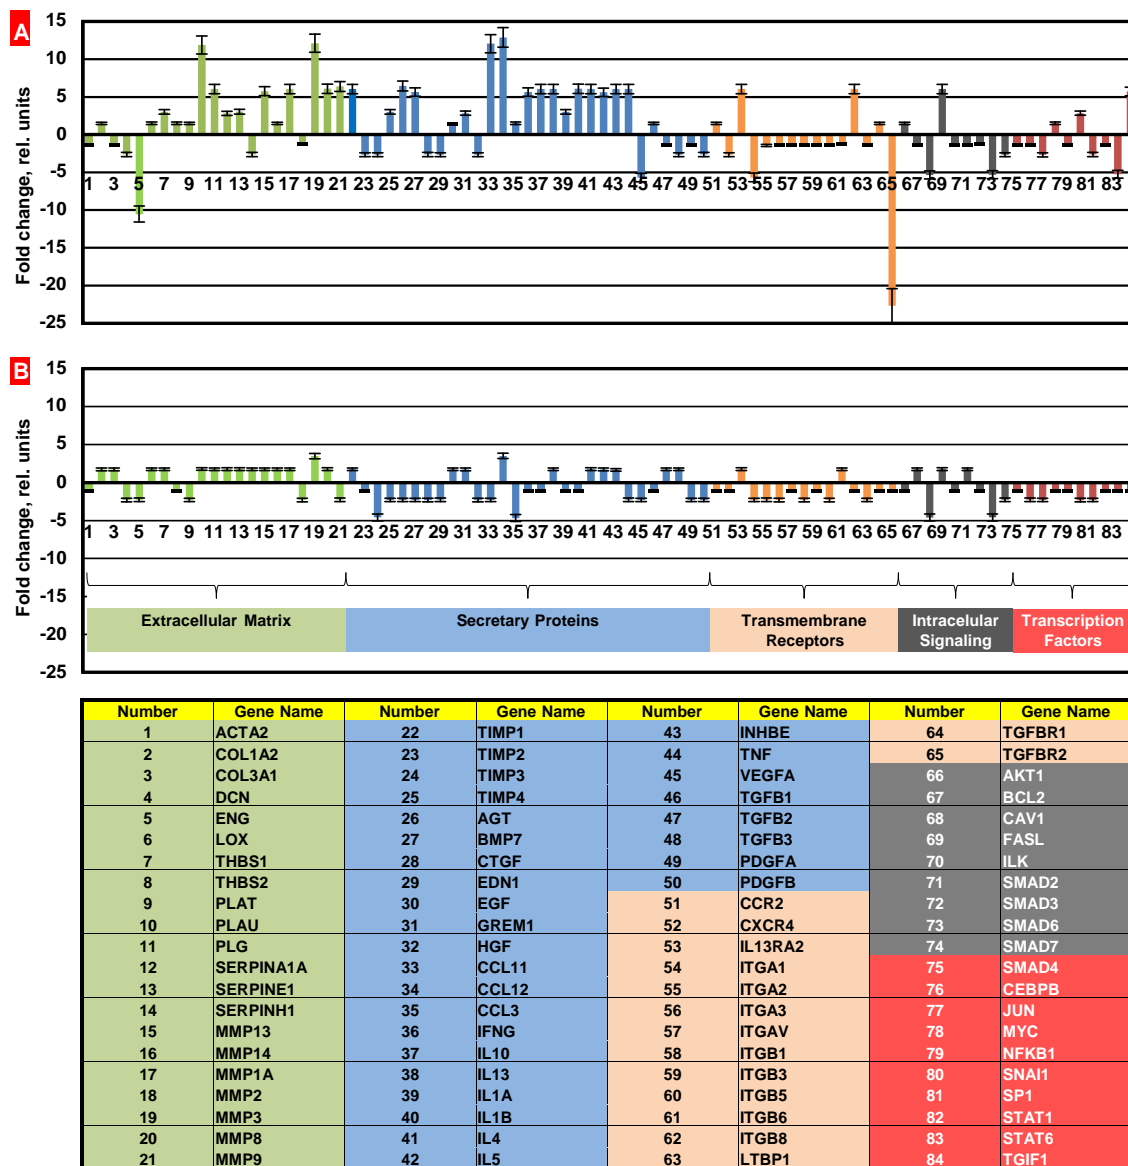 A
Fold change, rel. units
15
10
5
0
-5
-10
-15
-20
-25
1 3 5 7 9 11 13 15 17 19 21 23 25 27 29 31 33 35 37 39 41 43 45 47 49 51 53 55 57 59 61 63 65 67 69 71 73 75 77 79 81 83
B
Fold change, rel. units
15
10
5
0
-5
-10
-15
-20
-25
1 3 5 7 9 11 13 15 17 19 21 23 25 27 29 31 33 35 37 39 41 43 45 47 49 51 53 55 57 59 61 63 65 67 69 71 73 75 77 79 81 83
Extracellular Matrix
Secretary Proteins
Transmembrane
Receptors
Intracelular
Signaling
Transcription
Factors
Number Gene Name Number Gene Name Number Gene Name Number Gene Name
1 ACTA2 22 TIMP1 43 INHBE 64 TGFBR1
2 COL1A2 23 TIMP2 44 TNF 65 TGFBR2
3 COL3A1 24 TIMP3 45 VEGFA 66 AKT1
4 DCN 25 TIMP4 46 TGFB1 67 BCL2
5 ENG 26 AGT 47 TGFB2 68 CAV1
6 LOX 27 BMP7 48 TGFB3 69 FASL
7 THBS1 28 CTGF 49 PDGFA 70 ILK
8 THBS2 29 EDN1 50 PDGFB 71 SMAD2
9 PLAT 30 EGF 51 CCR2 72 SMAD3
10 PLAU 31 GREM1 52 CXCR4 73 SMAD6
11 PLG 32 HGF 53 IL13RA2 74 SMAD7
12 SERPINA1A 33 CCL11 54 ITGA1 75 SMAD4
13 SERPINE1 34 CCL12 55 ITGA2 76 CEBPB
14 SERPINH1 35 CCL3 56 ITGA3 77 JUN
15 MMP13 36 IFNG 57 ITGAV 78 MYC
16 MMP14 37 IL10 58 ITGB1 79 NFKB1
17 MMP1A 38 IL13 59 ITGB3 80 SNAI1
18 MMP2 39 IL1A 60 ITGB5 81 SP1
19 MMP3 40 IL1B 61 ITGB6 82 STAT1
20 MMP8 41 IL4 62 ITGB8 83 STAT6
21 MMP9 42 IL5 63 LTBP1 84 TGIF1